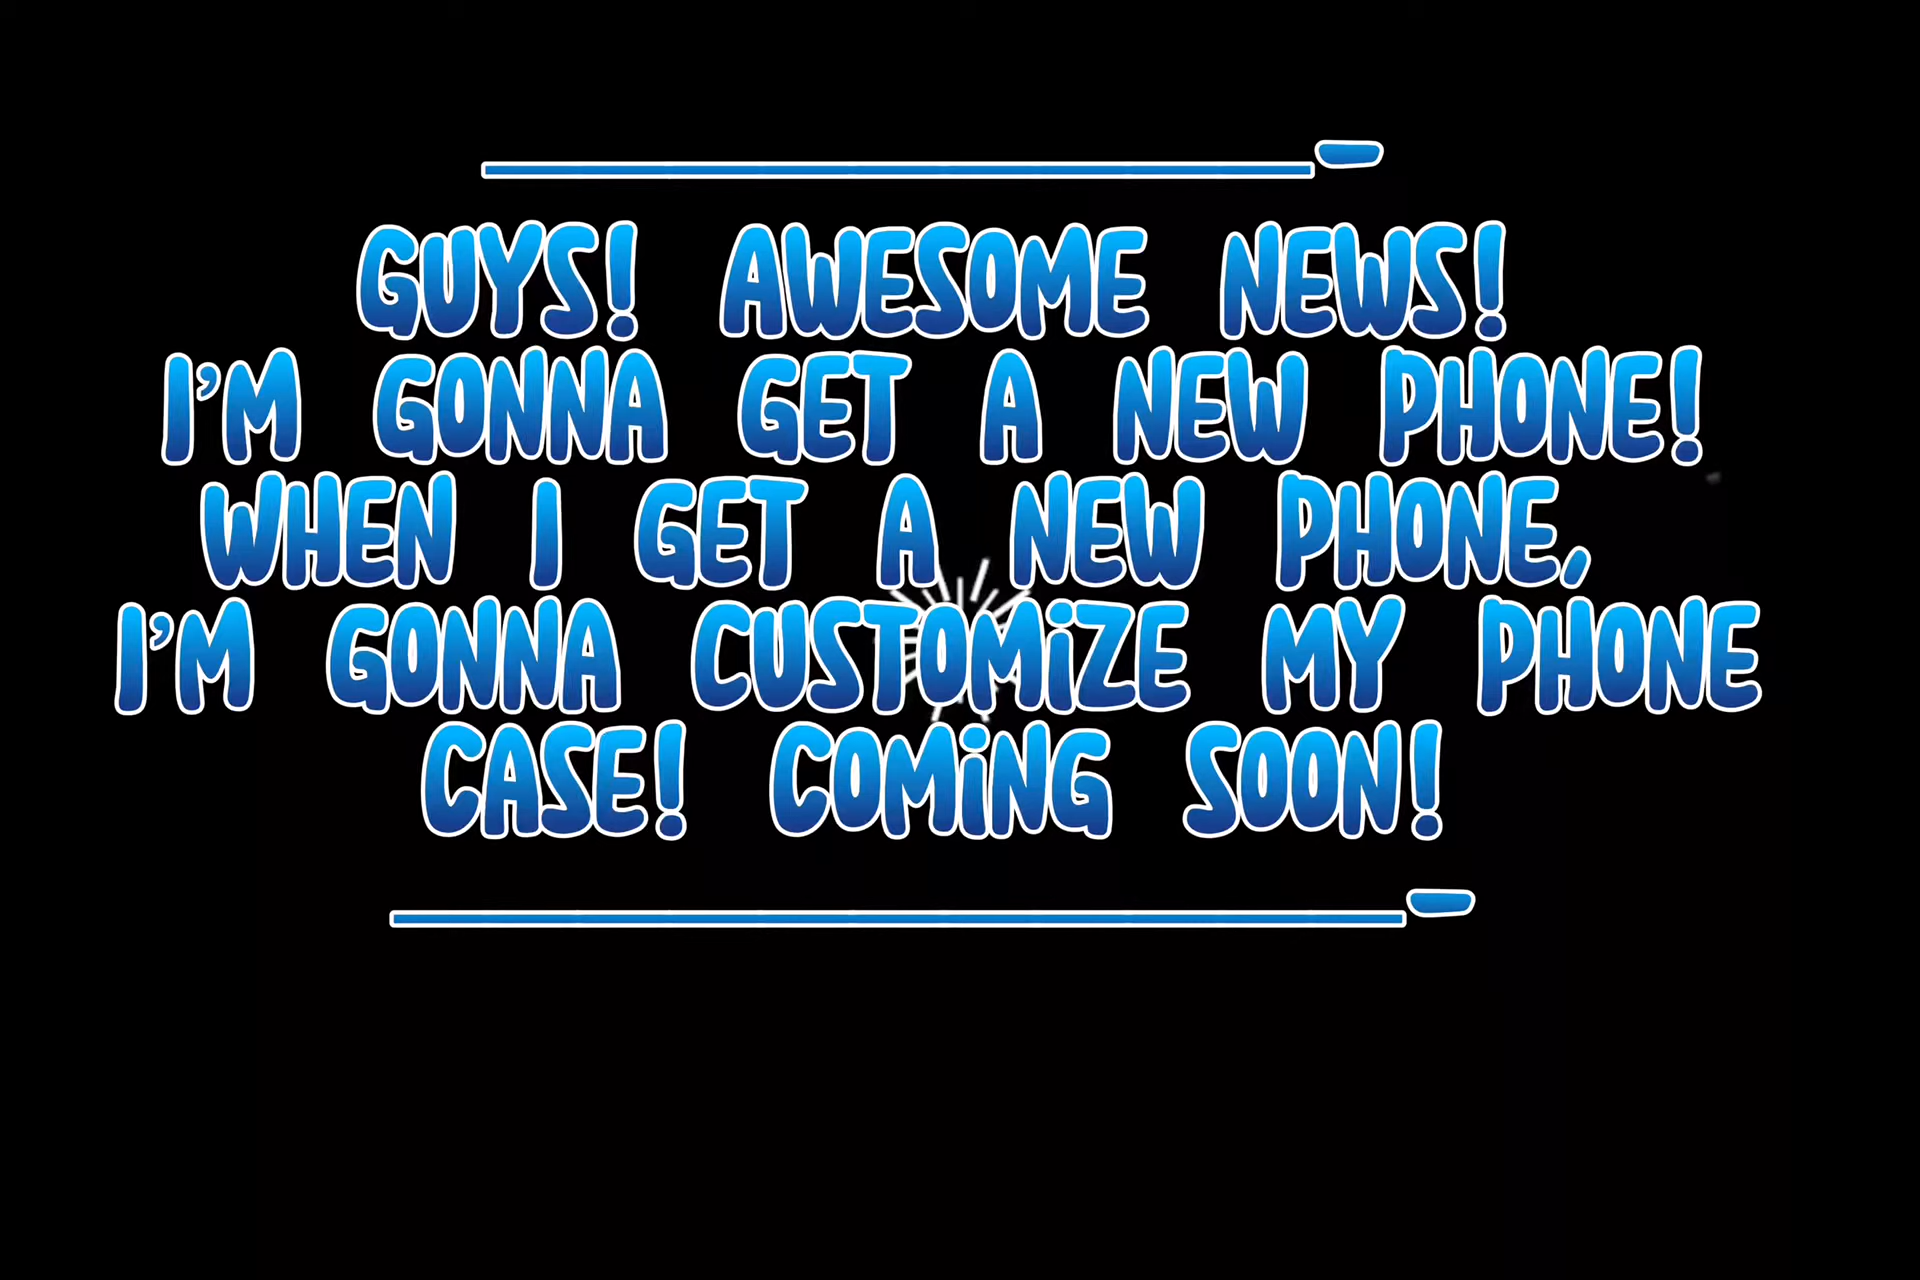 GUYS! AWESOME NEWS!
I'M GONNA GET A NEW PHONE!
WHEN I GET A NEW PHONE,
I'M GONNA CUSTOMIZE MY PHONE
CASE! COMING SOON!